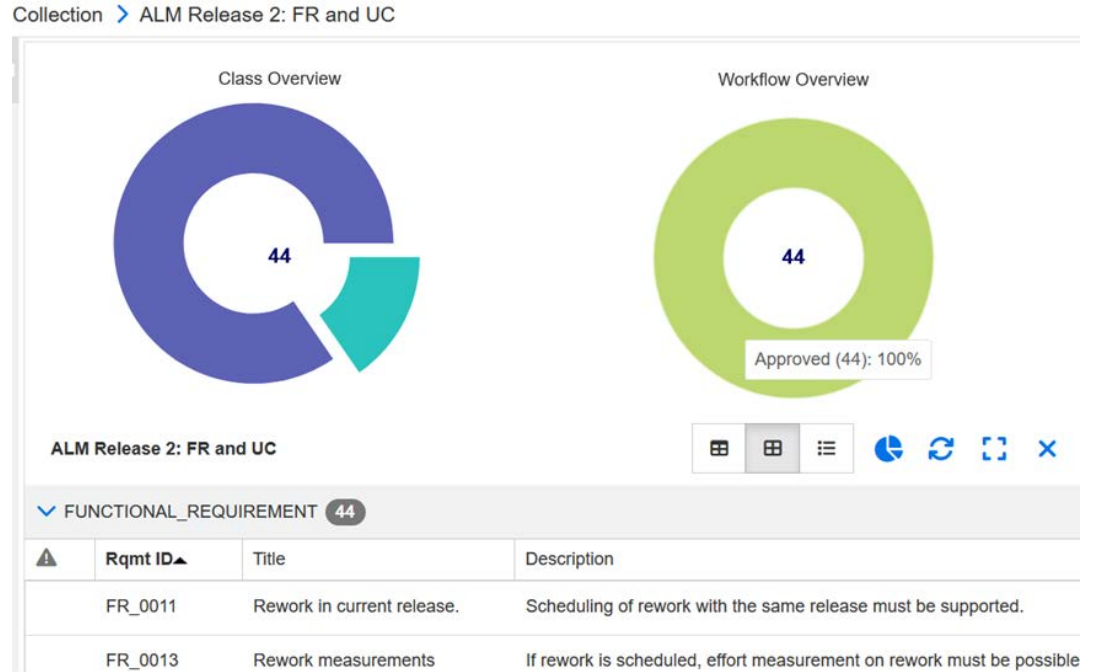 Collection > ALM Release 2: FR and UC
Class Overview
Workflow Overview
44
44
Approved (44): 100%
ALM Release 2: FR and UC
FUNCTIONAL_REQUIREMENT 44
Rqmt ID Title Description
FR_0011 Rework in current release. Scheduling of rework with the same release must be supported.
FR_0013 Rework measurements If rework is scheduled, effort measurement on rework must be possible